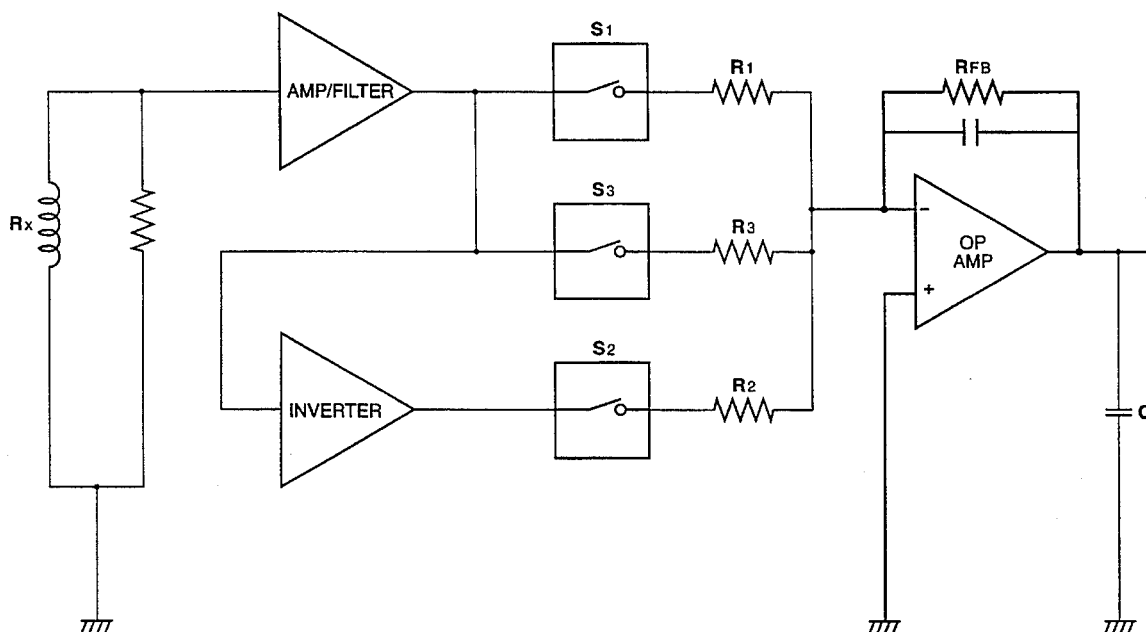 S1
AMP/FILTER
R1
RFB
S3
Rx
R3
−
OP
AMP
+
S2
INVERTER
R2